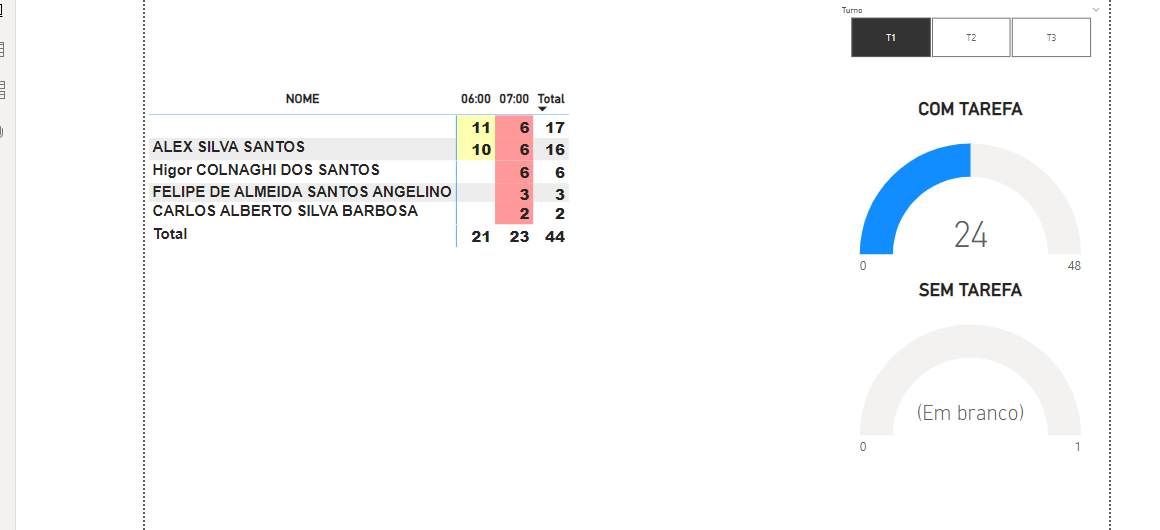 Turno
T1 T2 T3
NOME 06:00 07:00 Total
11 6 17
ALEX SILVA SANTOS 10 6 16
Higor COLNAGHI DOS SANTOS 6 6
FELIPE DE ALMEIDA SANTOS ANGELINO 3 3
CARLOS ALBERTO SILVA BARBOSA 2 2
Total 21 23 44
COM TAREFA
24
0 48
SEM TAREFA
(Em branco)
0 1